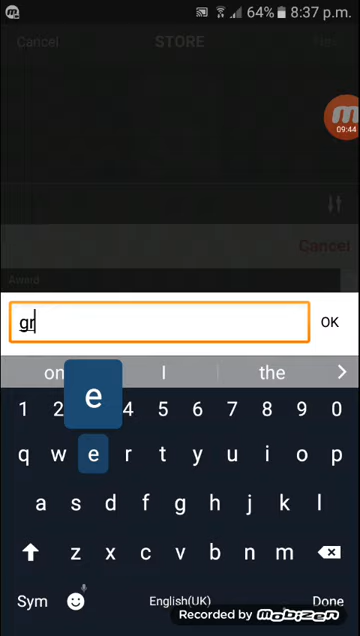 64% 8:37 p.m.
Cancel STORE
09:44
Cancel
Award
gr OK
on I the
1 2 4 5 6 7 8 9 0
e
q w e r t y u i o p
a s d f g h j k l
z x c v b n m
Sym English(UK) Done
Recorded by mobizen